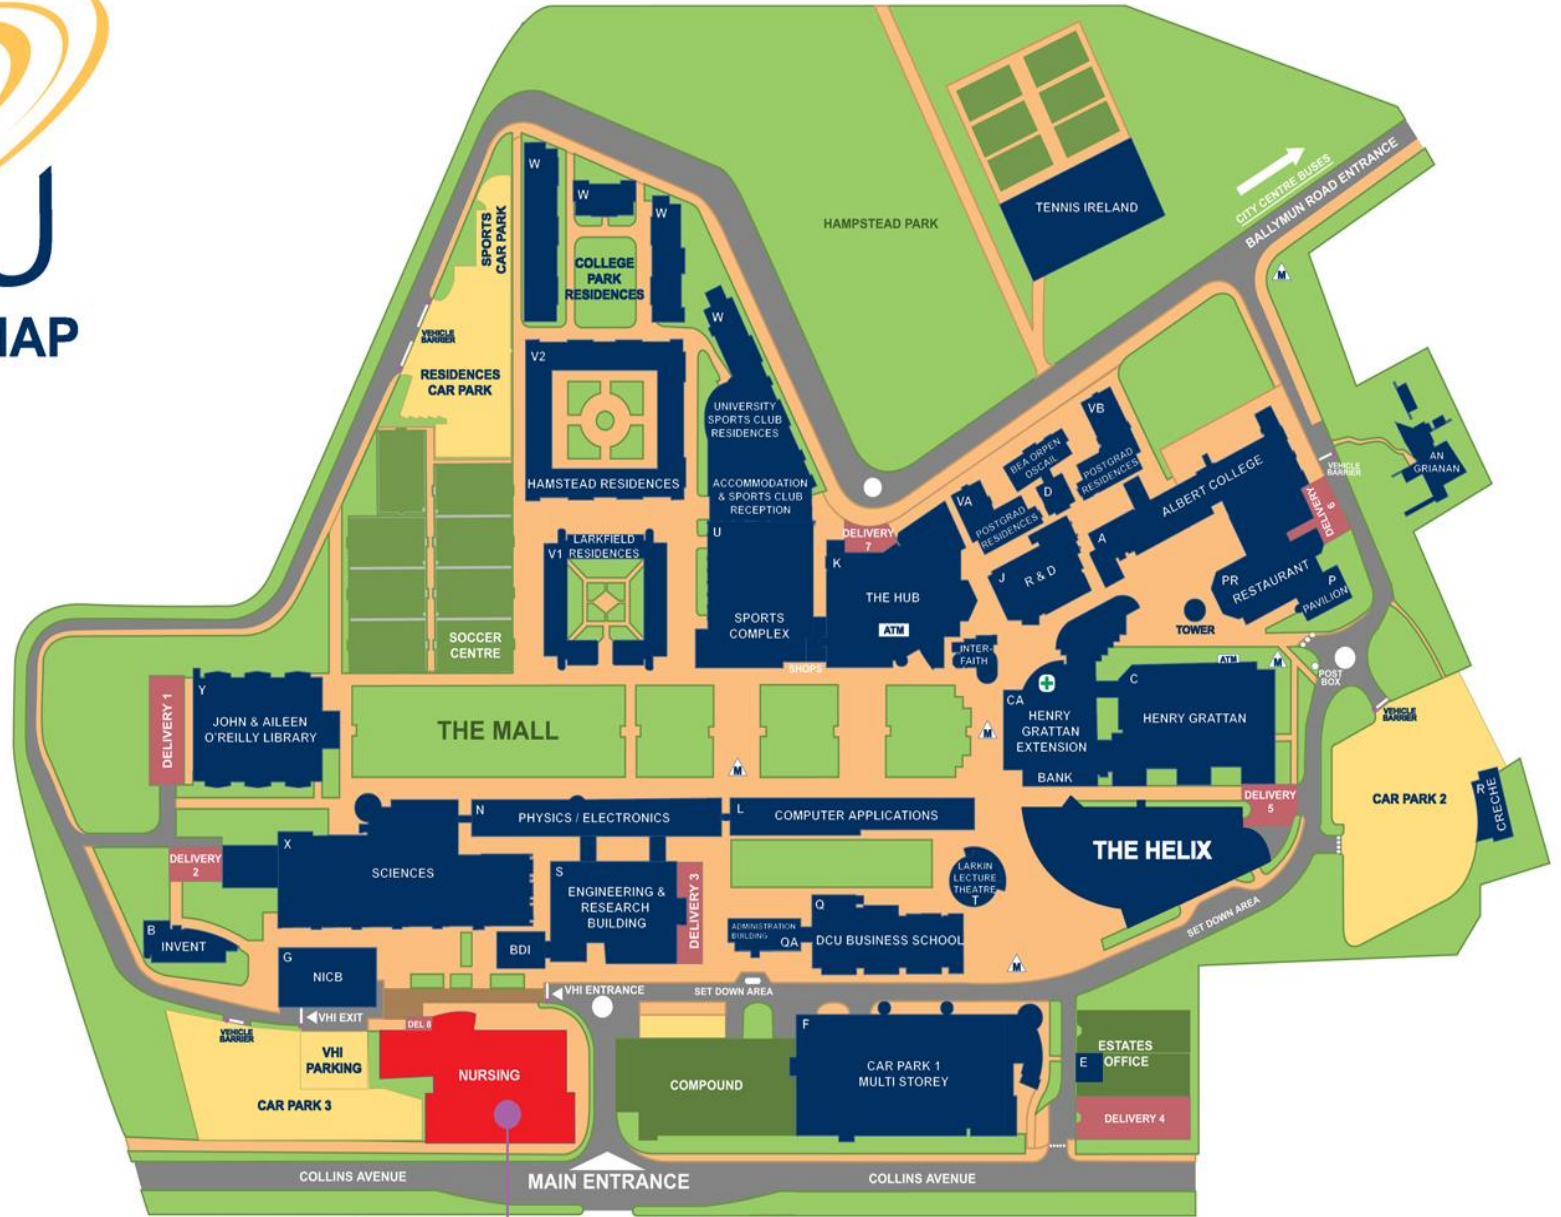 U
MAP
HAMPSTEAD PARK
TENNIS IRELAND
CITY CENTRE BUSES
BALLYMUN ROAD ENTRANCE
M
W
W
W
SPORTS
CAR PARK
COLLEGE
PARK
RESIDENCES
VEHICLE
BARRIER
RESIDENCES
CAR PARK
V2
HAMSTEAD RESIDENCES
W
UNIVERSITY
SPORTS CLUB
RESIDENCES
ACCOMMODATION
& SPORTS CLUB
RECEPTION
U
SPORTS
COMPLEX
SHOPS
LARKFIELD
V1 RESIDENCES
SOCCER
CENTRE
DELIVERY
7
K
THE HUB
ATM
VA
POSTGRAD
RESIDENCES
BEA ORPEN
OSCAIL
D
VB
POSTGRAD
RESIDENCES
J
R & D
A
ALBERT COLLEGE
VEHICLE
BARRIER
DELIVERY
6
AN
GRIANAN
PR
RESTAURANT
P
PAVILION
TOWER
INTER-
FAITH
ATM
M
POST
BOX
VEHICLE
BARRIER
CA
HENRY
GRATTAN
EXTENSION
BANK
C
HENRY GRATTAN
M
DELIVERY 1
Y
JOHN & AILEEN
O'REILLY LIBRARY
THE MALL
M
DELIVERY
5
CAR PARK 2
R
CRECHE
N
PHYSICS / ELECTRONICS
L
COMPUTER APPLICATIONS
THE HELIX
DELIVERY
2
X
SCIENCES
S
ENGINEERING &
RESEARCH
BUILDING
DELIVERY 3
LARKIN
LECTURE
THEATRE
T
SET DOWN AREA
B
INVENT
G
NICB
BDI
ADMINISTRATION
BUILDING QA
Q
DCU BUSINESS SCHOOL
M
VHI ENTRANCE
SET DOWN AREA
VHI EXIT
DEL 8
VEHICLE
BARRIER
VHI
PARKING
CAR PARK 3
NURSING
COMPOUND
F
CAR PARK 1
MULTI STOREY
ESTATES
OFFICE
E
DELIVERY 4
COLLINS AVENUE
MAIN ENTRANCE
COLLINS AVENUE